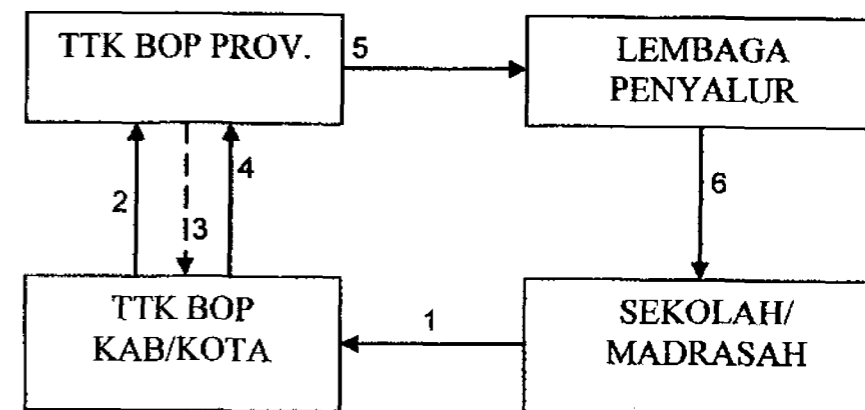 TTK BOP PROV.
5
LEMBAGA
PENYALUR
2
3
4
6
TTK BOP
KAB/KOTA
1
SEKOLAH/
MADRASAH